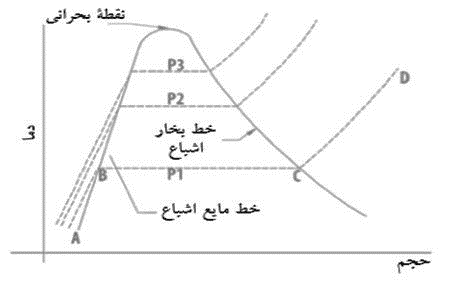 نقطهٔ بحرانی
P3
D
P2
دما
خط بخار
اشباع
B
P1
C
خط مایع اشباع
A
حجم